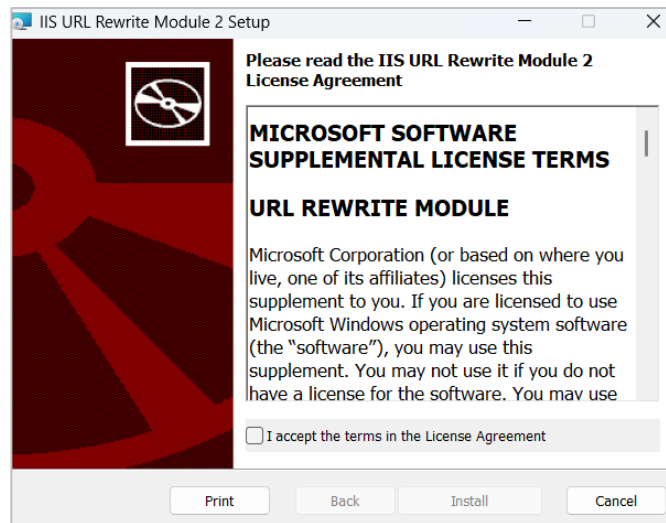 IIS URL Rewrite Module 2 Setup
Please read the IIS URL Rewrite Module 2
License Agreement
MICROSOFT SOFTWARE
SUPPLEMENTAL LICENSE TERMS
URL REWRITE MODULE
Microsoft Corporation (or based on where you
live, one of its affiliates) licenses this
supplement to you. If you are licensed to use
Microsoft Windows operating system software
(the “software”), you may use this
supplement. You may not use it if you do not
have a license for the software. You may use
I accept the terms in the License Agreement
Print
Back
Install
Cancel